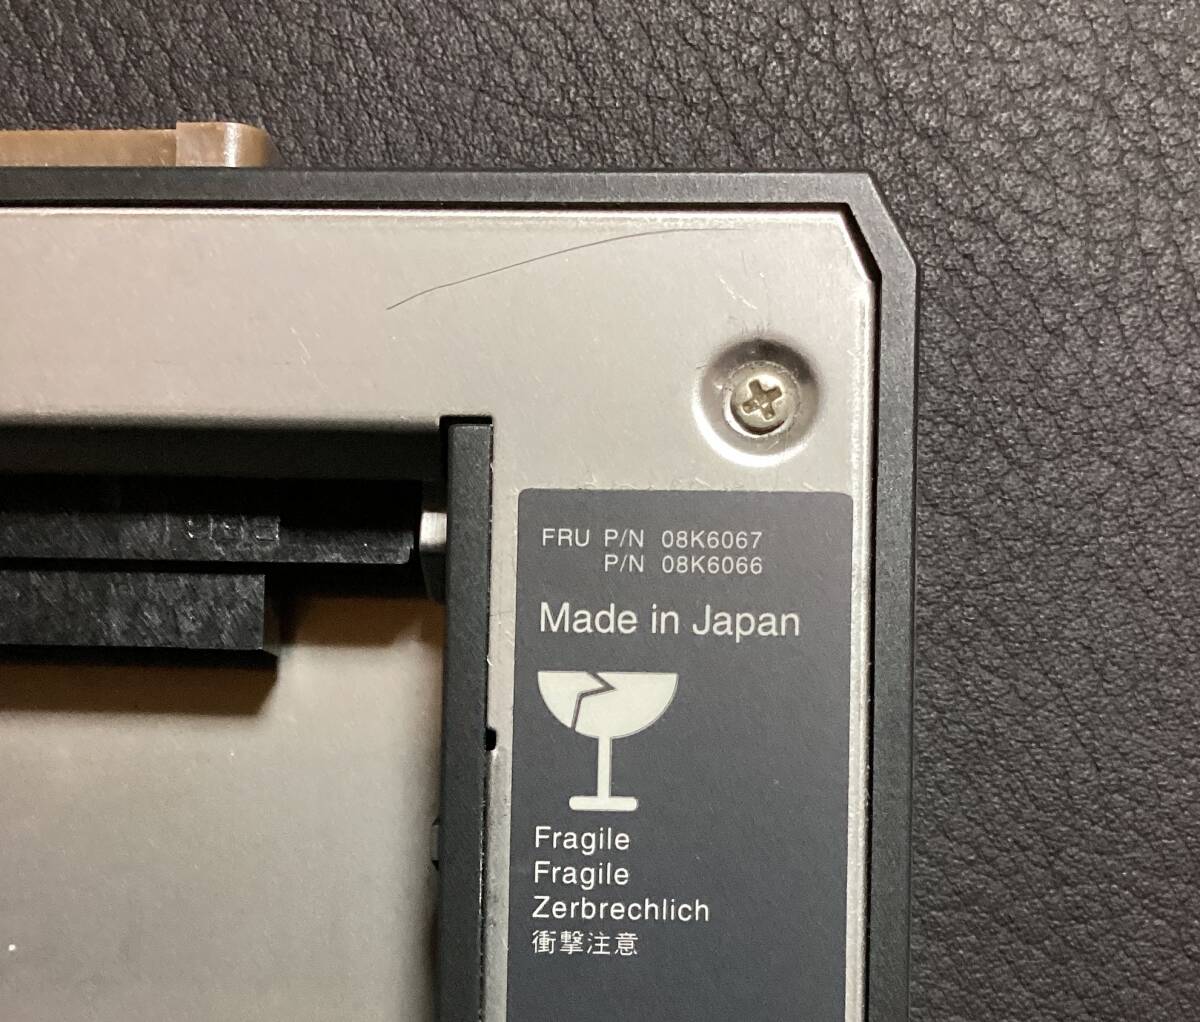 FRU P/N 08K6067
P/N 08K6066
Made in Japan
Fragile
Fragile
Zerbrechlich
衝撃注意